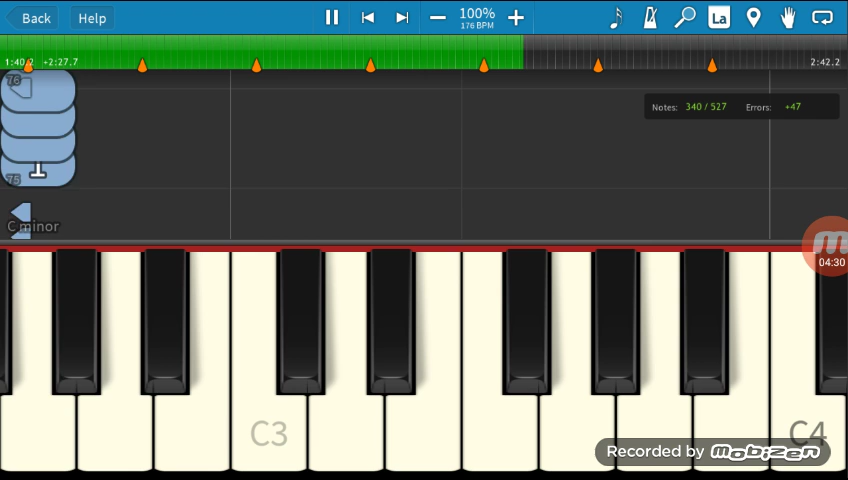 Back Help 100% La
176 BPM
1:40.2 +2:27.7 2:42.2
76
Notes: 340 / 527 Errors: +47
75
C minor
04:30
C3 C4
Recorded by mobizen